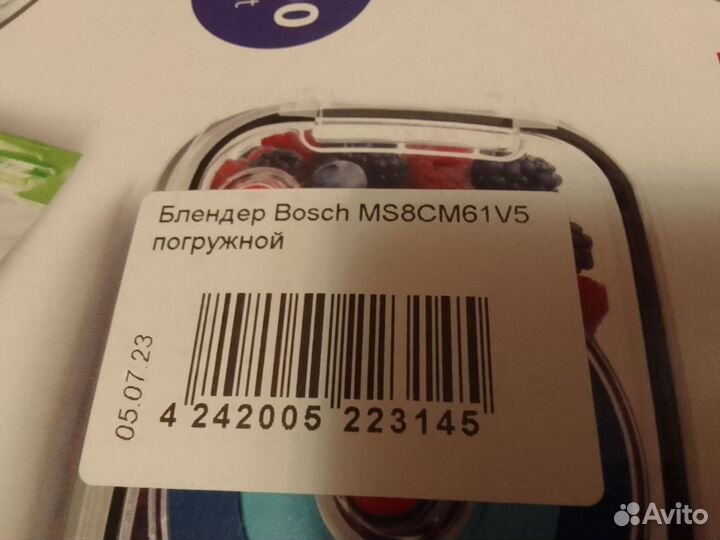 Блендер Bosch MS8CM61V5
погружной
05.07.23
4 242005 223145
Avito